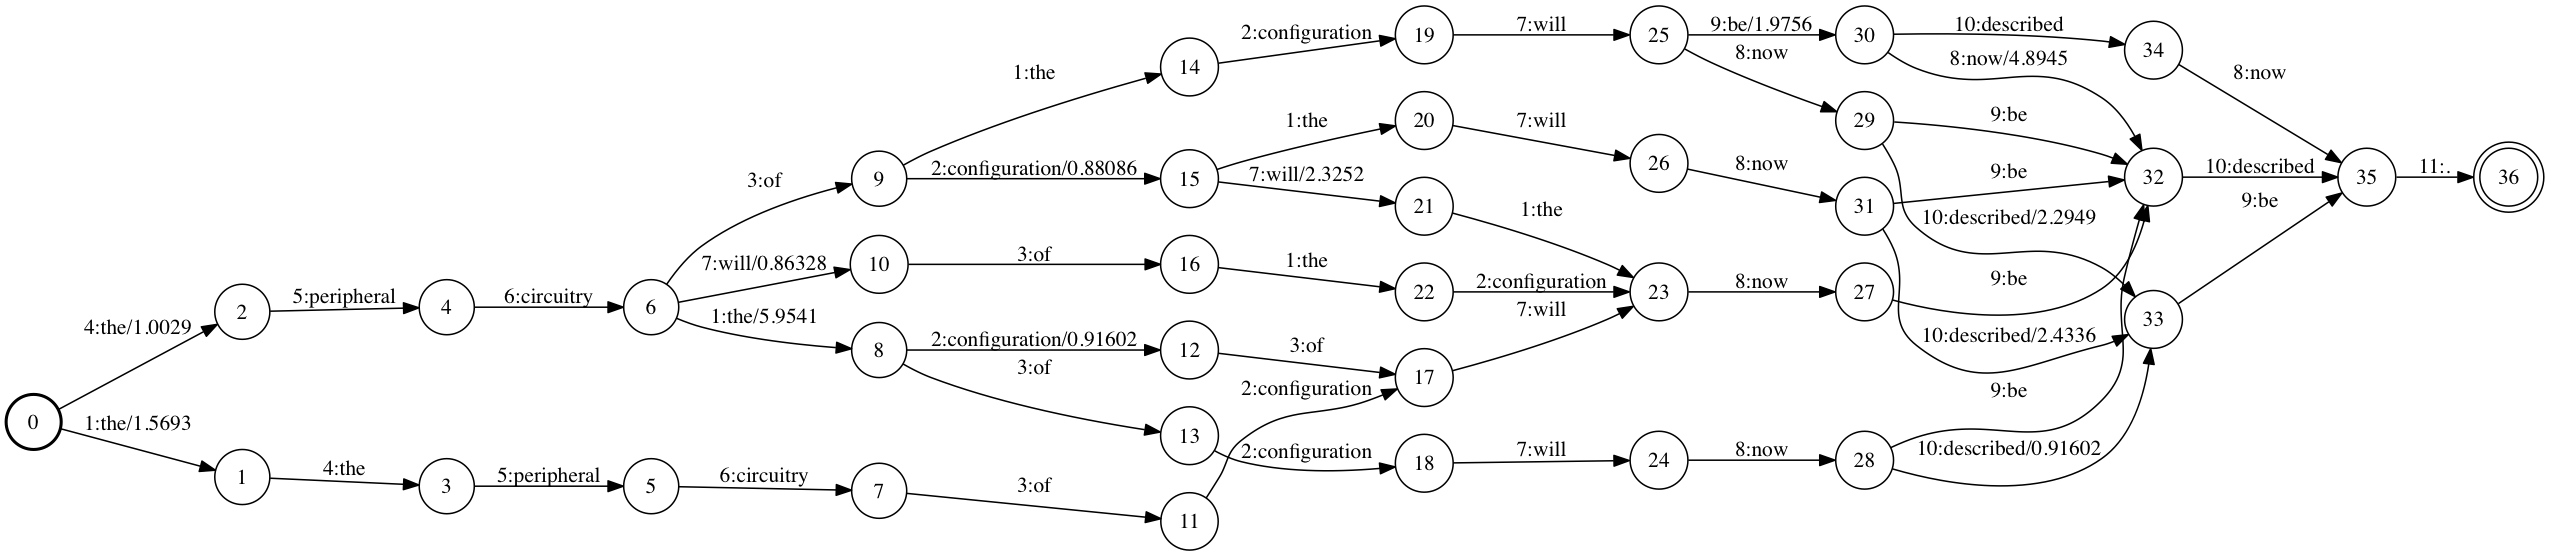 0
4:the/1.0029
1:the/1.5693
2
1
5:peripheral
4:the
4
3
6:circuitry
5:peripheral
6
5
3:of
7:will/0.86328
1:the/5.9541
6:circuitry
9
10
8
7
1:the
2:configuration/0.88086
3:of
2:configuration/0.91602
3:of
3:of
14
15
16
12
13
11
2:configuration
1:the
7:will/2.3252
1:the
3:of
2:configuration
2:configuration
19
20
21
22
17
18
7:will
7:will
1:the
2:configuration
7:will
7:will
25
26
23
24
9:be/1.9756
8:now
8:now
8:now
8:now
30
29
31
27
28
10:described
8:now/4.8945
9:be
9:be
10:described/2.2949
9:be
10:described/2.4336
9:be
10:described/0.91602
34
32
33
8:now
10:described
9:be
35
11:.
36